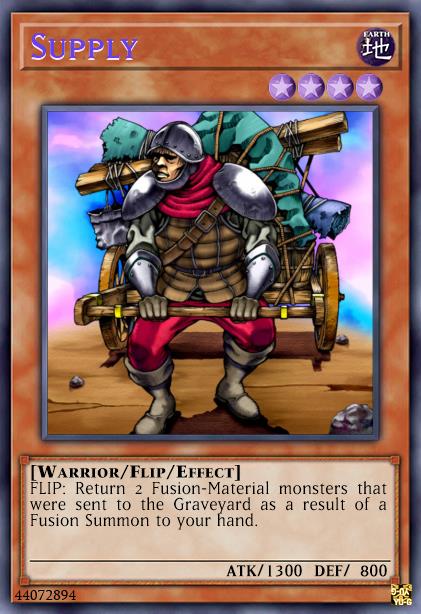 Supply
EARTH
地
[Warrior/Flip/Effect]
FLIP: Return 2 Fusion-Material monsters that
were sent to the Graveyard as a result of a
Fusion Summon to your hand.
ATK/1300 DEF/ 800
44072894